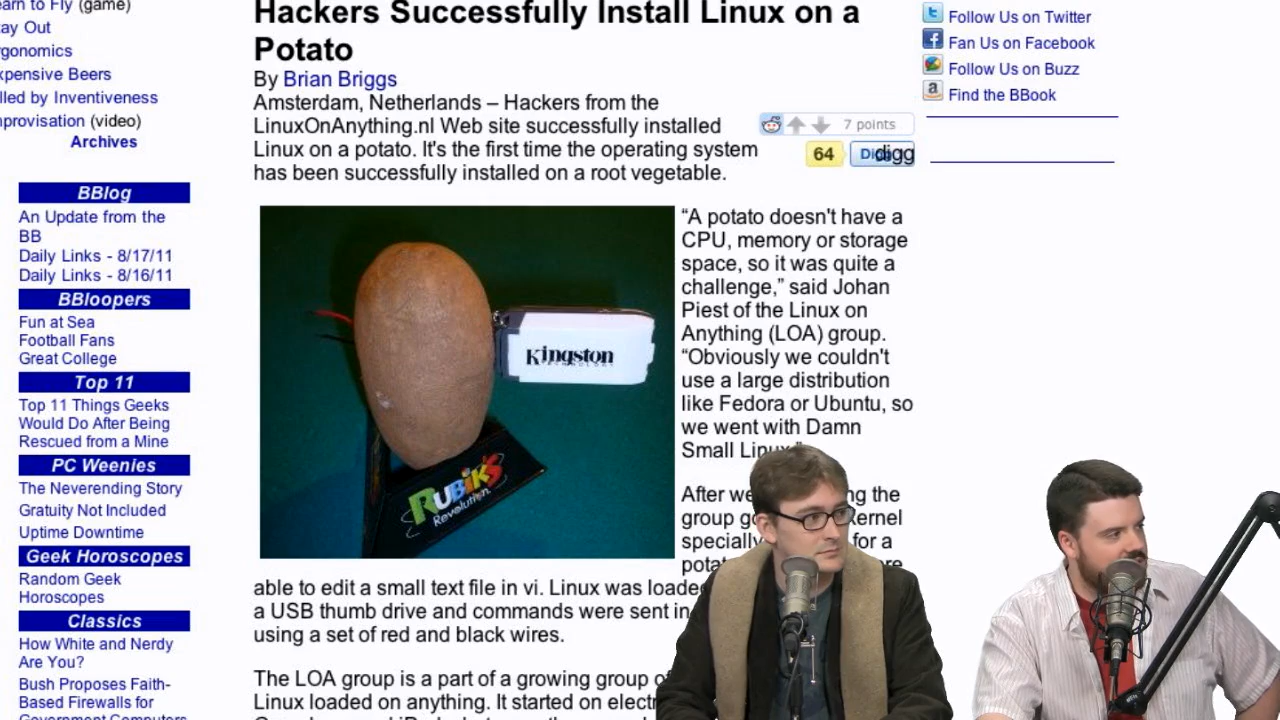 earn to Fly (game)
ay Out
rgonomics
xpensive Beers
lled by Inventiveness
nprovisation (video)
Archives
BBlog
An Update from the
BB
Daily Links - 8/17/11
Daily Links - 8/16/11
BBloopers
Fun at Sea
Football Fans
Great College
Top 11
Top 11 Things Geeks
Would Do After Being
Rescued from a Mine
PC Weenies
The Neverending Story
Gratuity Not Included
Uptime Downtime
Geek Horoscopes
Random Geek
Horoscopes
Classics
How White and Nerdy
Are You?
Bush Proposes Faith-
Based Firewalls for
Government Computers
Hackers Successfully Install Linux on a
Potato
By Brian Briggs
Amsterdam, Netherlands – Hackers from the
LinuxOnAnything.nl Web site successfully installed
Linux on a potato. It's the first time the operating system
has been successfully installed on a root vegetable.
7 points
64 digg
Kingston
TECHNOLOGY
RUBIK'S
Revolution
“A potato doesn't have a
CPU, memory or storage
space, so it was quite a
challenge,” said Johan
Piest of the Linux on
Anything (LOA) group.
“Obviously we couldn't
use a large distribution
like Fedora or Ubuntu, so
we went with Damn
Small Linux.”
After we ng the
group g kernel
specially for a
pota
able to edit a small text file in vi. Linux was loade
a USB thumb drive and commands were sent in
using a set of red and black wires.
The LOA group is a part of a growing group o
Linux loaded on anything. It started on electr
Follow Us on Twitter
Fan Us on Facebook
Follow Us on Buzz
Find the BBook